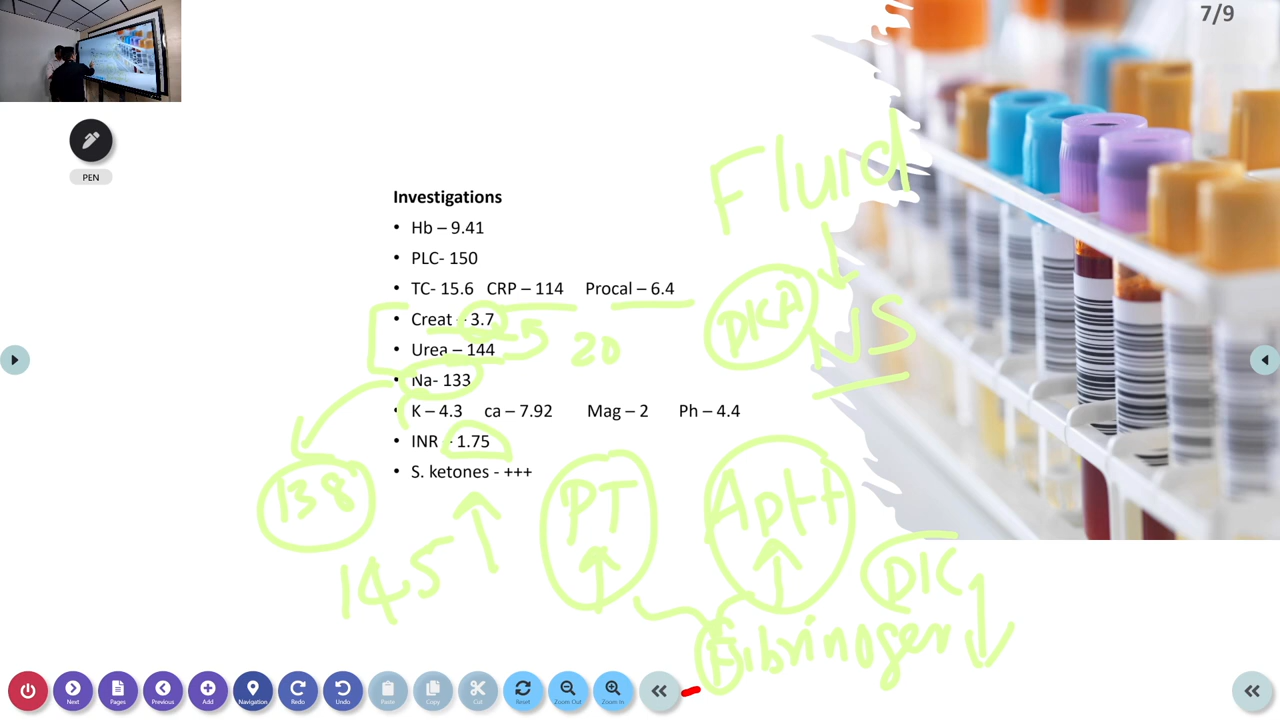 7/9
PEN
Fluid
Investigations
Hb – 9.41
PLC- 150
TC- 15.6 CRP – 114 Procal – 6.4
Creat – 3.7
5
20
DKA
NS
Urea – 144
Na- 133
K – 4.3 ca – 7.92 Mag – 2 Ph – 4.4
INR - 1.75
S. ketones - +++
138
PT
Aptt
145
DIC
Fibrinogen
Next
Pages
Previous
Add
Navigation
Redo
Undo
Paste
Copy
Cut
Reset
Zoom Out
Zoom In